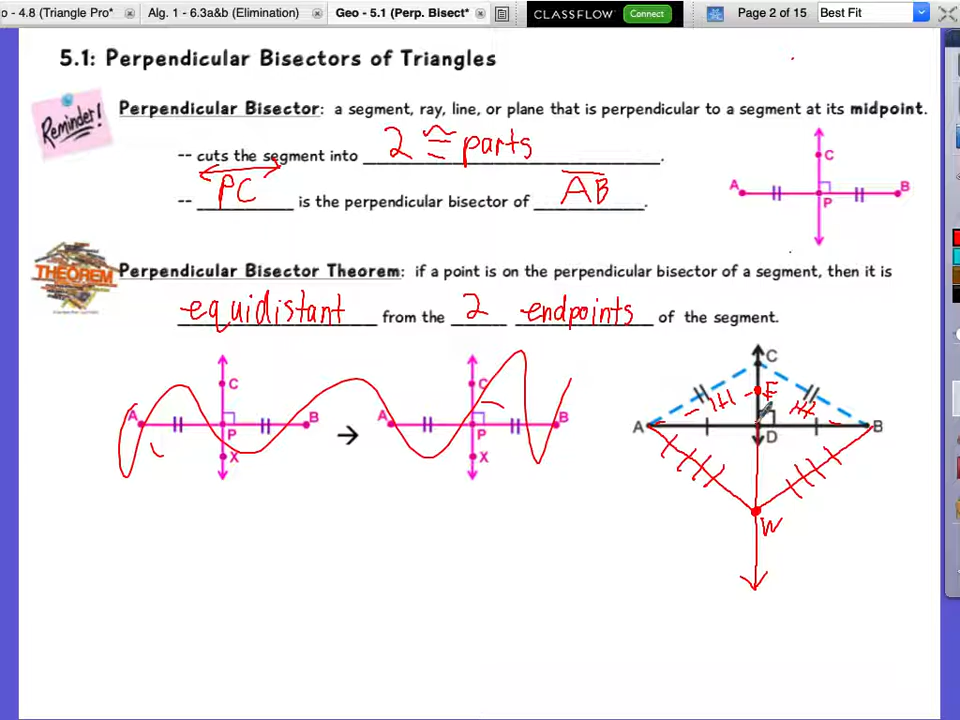 o - 4.8 (Triangle Pro* Alg. 1 - 6.3a&b (Elimination) Geo - 5.1 (Perp. Bisect* CLASSFLOW Connect Page 2 of 15 Best Fit
5.1: Perpendicular Bisectors of Triangles
Reminder!
Perpendicular Bisector: a segment, ray, line, or plane that is perpendicular to a segment at its midpoint.
-- cuts the segment into 2 ≅ parts.
-- PC is the perpendicular bisector of AB.
A C B P
THEOREM
Perpendicular Bisector Theorem: if a point is on the perpendicular bisector of a segment, then it is
equidistant from the 2 endpoints of the segment.
C C C
E
A B A B A B
P P D
X X
W